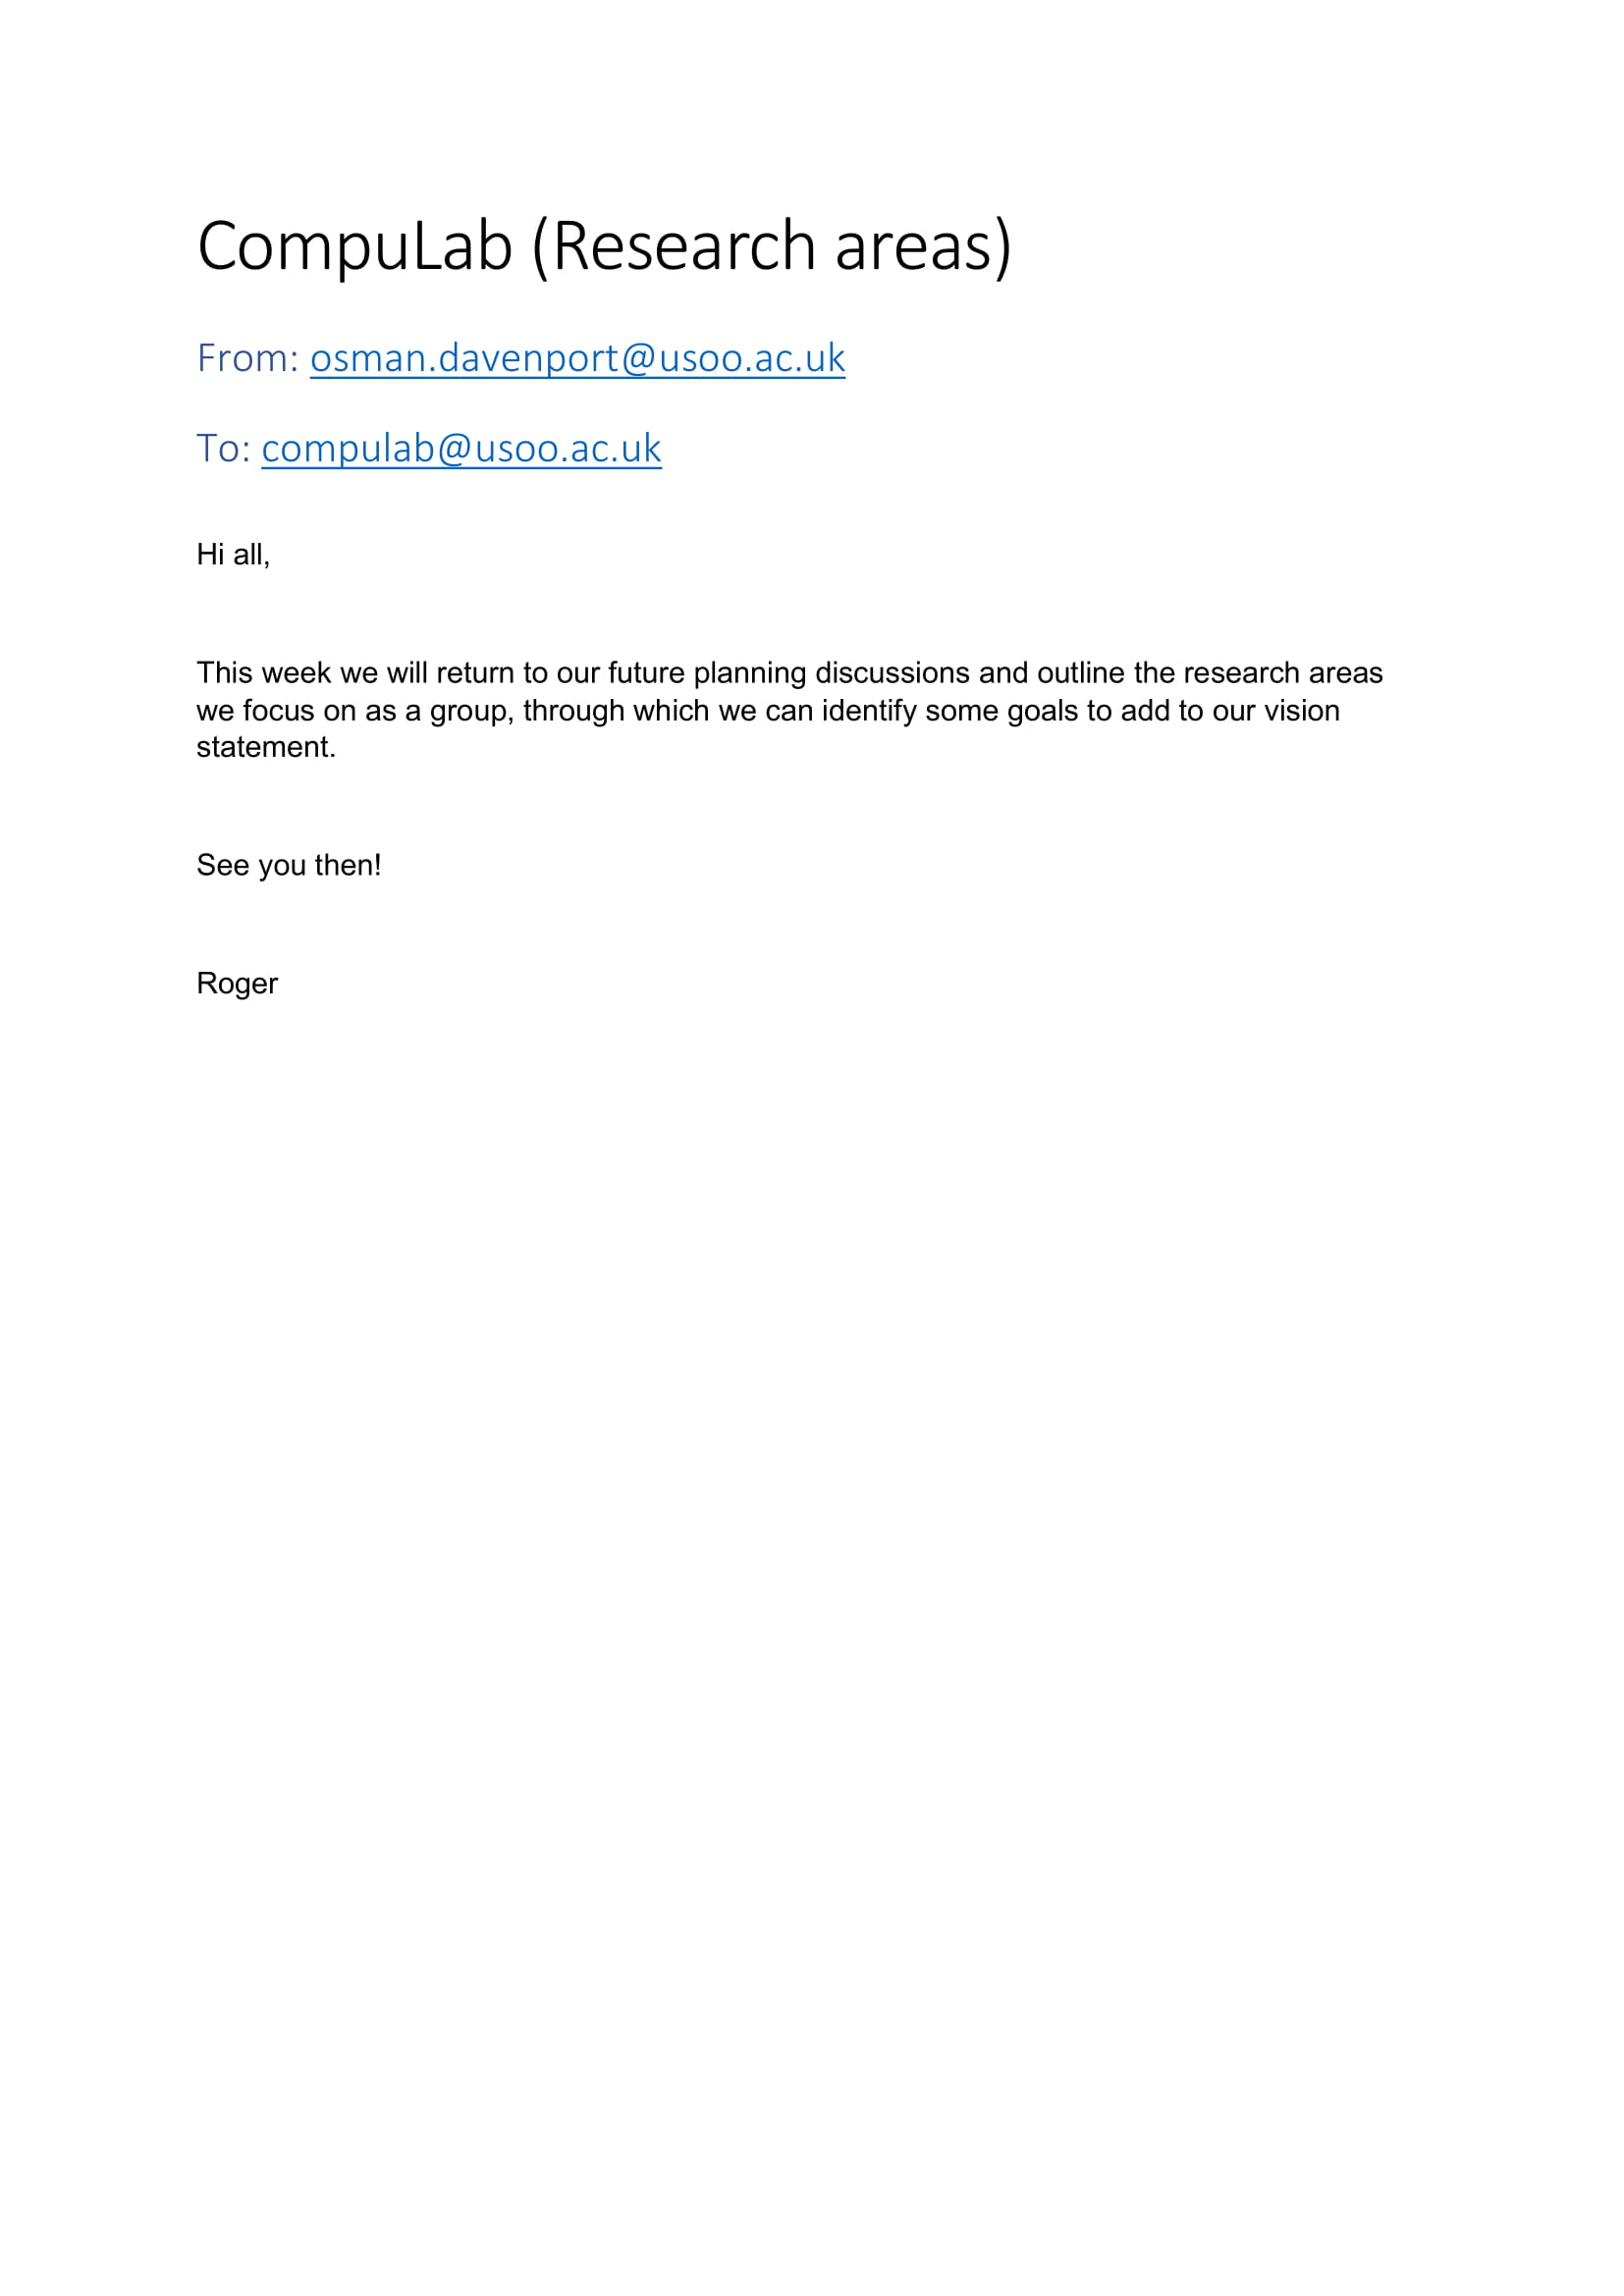 CompuLab (Research areas)
From: osman.davenport@usoo.ac.uk
To: compulab@usoo.ac.uk
Hi all,
This week we will return to our future planning discussions and outline the research areas
we focus on as a group, through which we can identify some goals to add to our vision
statement.
See you then!
Roger